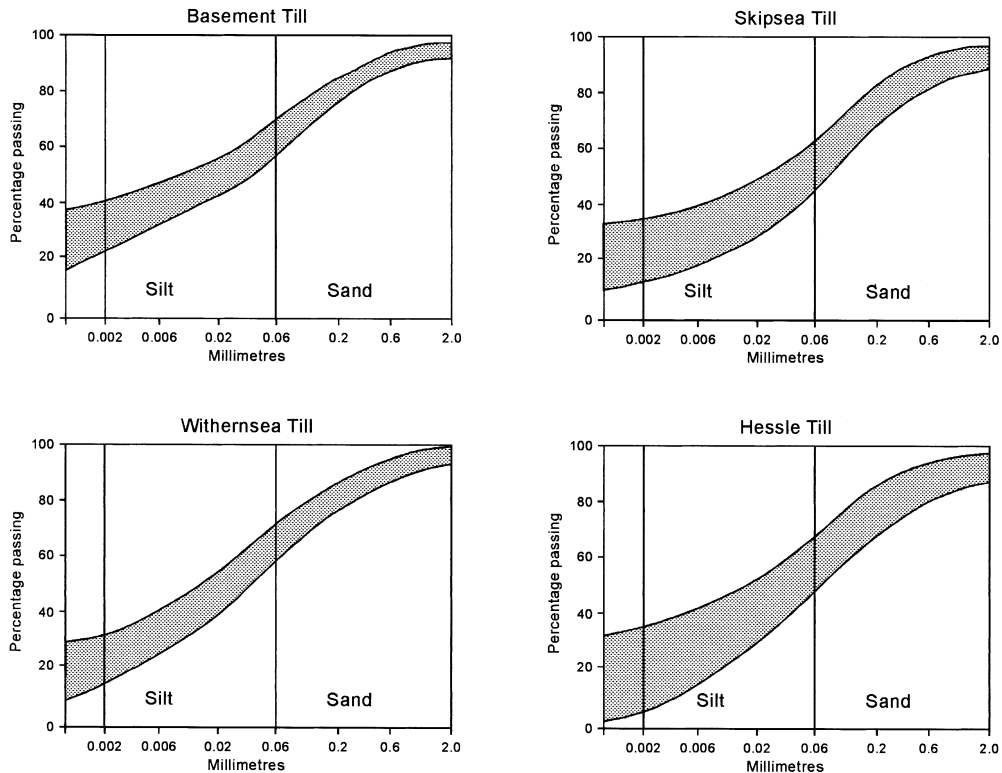 Basement Till
Percentage passing
100
80
60
40
20
0
Silt
Sand
0.002 0.006 0.02 0.06 0.2 0.6 2.0
Millimetres
Skipsea Till
Percentage passing
100
80
60
40
20
0
Silt
Sand
0.002 0.006 0.02 0.06 0.2 0.6 2.0
Millimetres
Withernsea Till
Percentage passing
100
80
60
40
20
0
Silt
Sand
0.002 0.006 0.02 0.06 0.2 0.6 2.0
Millimetres
Hessle Till
Percentage passing
100
80
60
40
20
0
Silt
Sand
0.002 0.006 0.02 0.06 0.2 0.6 2.0
Millimetres